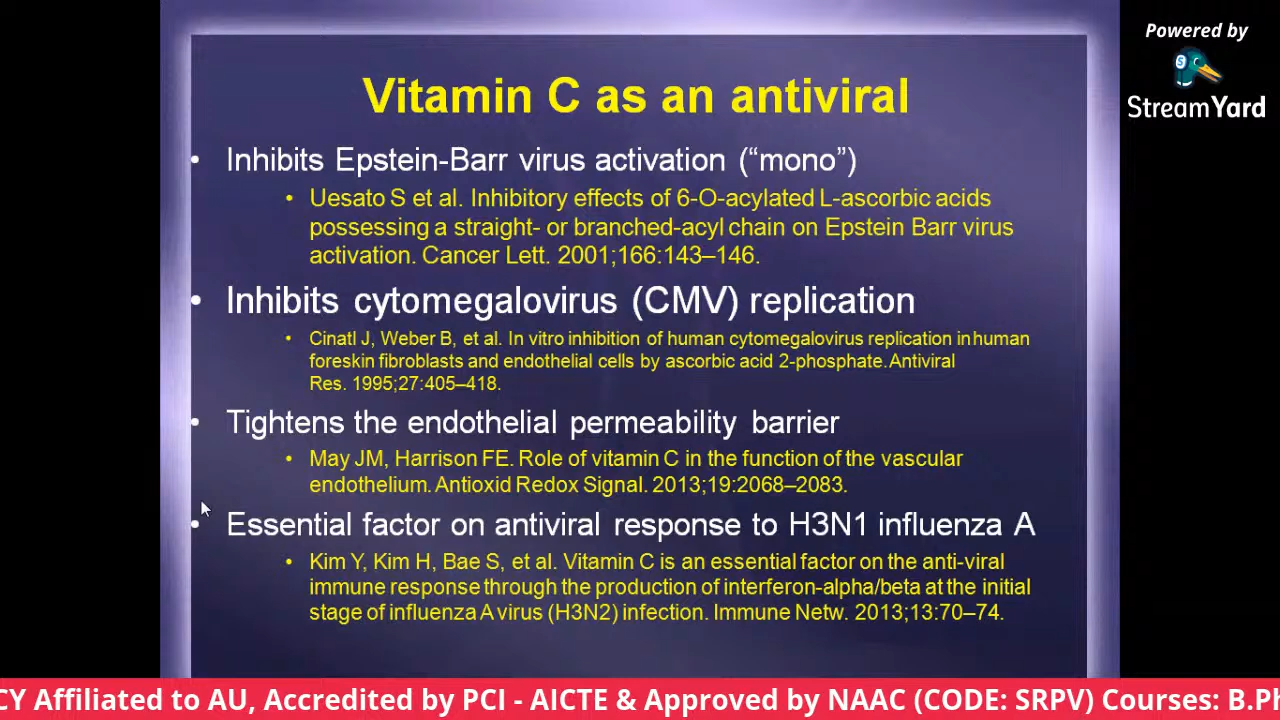 Powered by
StreamYard
Vitamin C as an antiviral
• Inhibits Epstein-Barr virus activation (“mono”)
• Uesato S et al. Inhibitory effects of 6-O-acylated L-ascorbic acids
possessing a straight- or branched-acyl chain on Epstein Barr virus
activation. Cancer Lett. 2001;166:143–146.
• Inhibits cytomegalovirus (CMV) replication
• Cinatl J, Weber B, et al. In vitro inhibition of human cytomegalovirus replication in human
foreskin fibroblasts and endothelial cells by ascorbic acid 2-phosphate. Antiviral
Res. 1995;27:405–418.
• Tightens the endothelial permeability barrier
• May JM, Harrison FE. Role of vitamin C in the function of the vascular
endothelium. Antioxid Redox Signal. 2013;19:2068–2083.
• Essential factor on antiviral response to H3N1 influenza A
• Kim Y, Kim H, Bae S, et al. Vitamin C is an essential factor on the anti-viral
immune response through the production of interferon-alpha/beta at the initial
stage of influenza A virus (H3N2) infection. Immune Netw. 2013;13:70–74.
CY Affiliated to AU, Accredited by PCI - AICTE & Approved by NAAC (CODE: SRPV) Courses: B.Ph